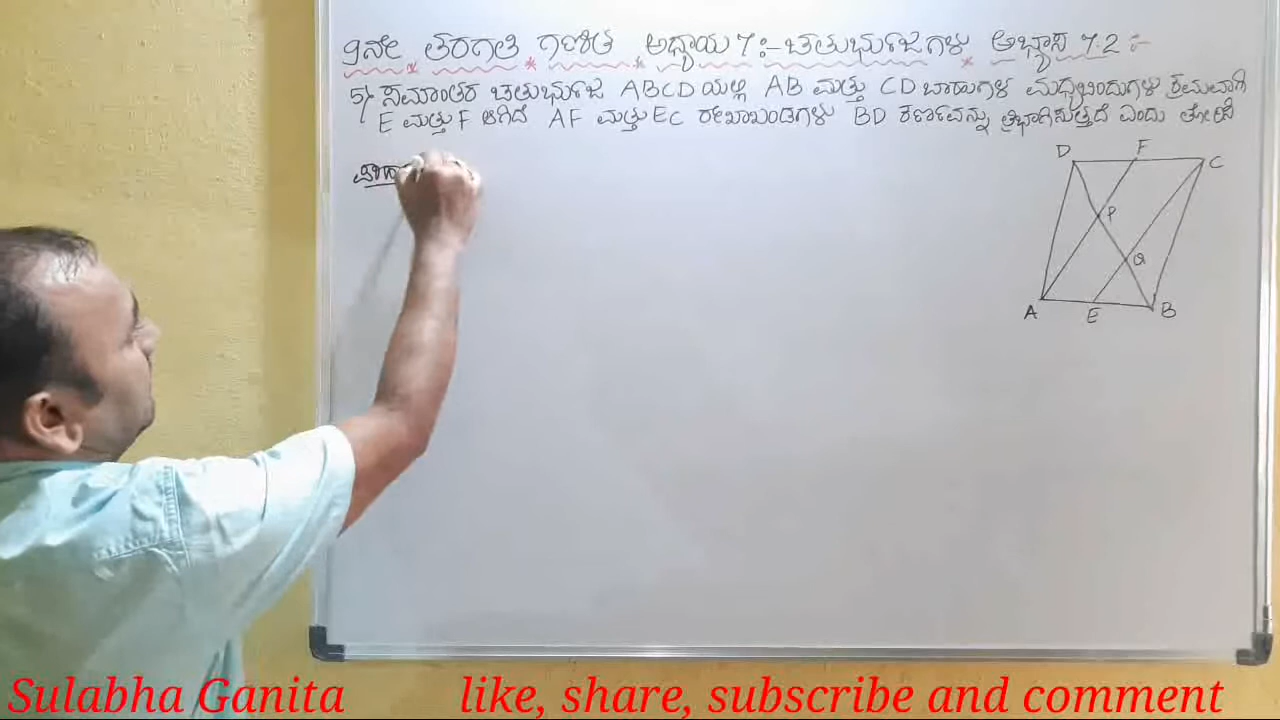 9ನೇ ತರಗತಿ ಗಣಿತ ಅಧ್ಯಾಯ 7:- ಚತುರ್ಭುಜಗಳು ಅಭ್ಯಾಸ 7.2 :-
5} ಸಮಾಂತರ ಚತುರ್ಭುಜ ABCD ಯಲ್ಲಿ AB ಮತ್ತು CD ಬಾಹುಗಳ ಮಧ್ಯಬಿಂದುಗಳು ಕ್ರಮವಾಗಿ
E ಮತ್ತು F ಆಗಿದೆ AF ಮತ್ತು EC ರೇಖಾಖಂಡಗಳು BD ಕರ್ಣವನ್ನು ತ್ರಿಭಾಗಿಸುತ್ತದೆ ಎಂದು ತೋರಿಸಿ
D F C
P
Q
A E B
Sulabha Ganita like, share, subscribe and comment